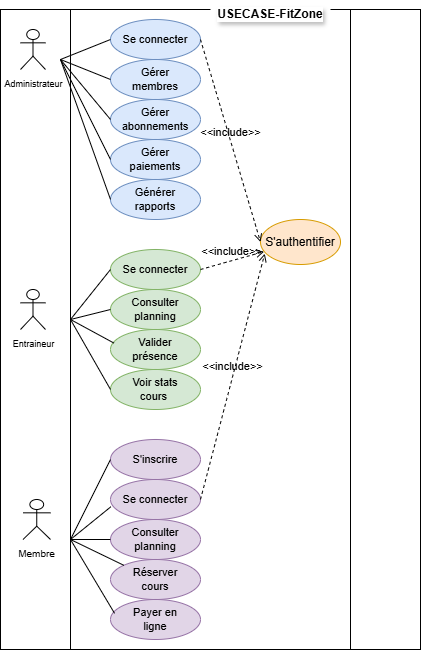 USECASE-FitZone
Administrateur
Se connecter
Gérer
membres
Gérer
abonnements
Gérer
paiements
Générer
rapports
<<include>>
S'authentifier
<<include>>
Entraineur
Se connecter
Consulter
planning
Valider
présence
Voir stats
cours
<<include>>
Membre
S'inscrire
Se connecter
Consulter
planning
Réserver
cours
Payer en
ligne